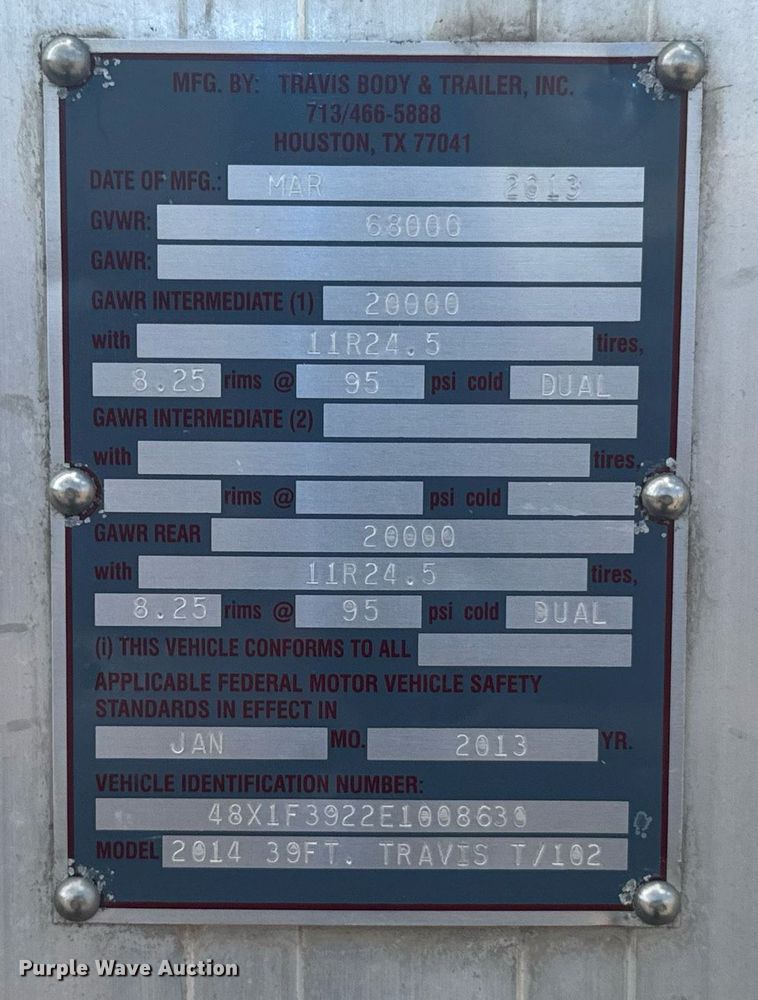 MFG. BY: TRAVIS BODY & TRAILER, INC.
713/466-5888
HOUSTON, TX 77041
DATE OF MFG.: MAR 2013
GVWR: 68000
GAWR:
GAWR INTERMEDIATE (1) 20000
with 11R24.5 tires,
8.25 rims @ 95 psi cold DUAL
GAWR INTERMEDIATE (2)
with tires,
rims @ psi cold
GAWR REAR 20000
with 11R24.5 tires,
8.25 rims @ 95 psi cold DUAL
(i) THIS VEHICLE CONFORMS TO ALL
APPLICABLE FEDERAL MOTOR VEHICLE SAFETY
STANDARDS IN EFFECT IN
JAN MO. 2013 YR.
VEHICLE IDENTIFICATION NUMBER:
48X1F3922E1008630
MODEL 2014 39FT. TRAVIS T/102
Purple Wave Auction